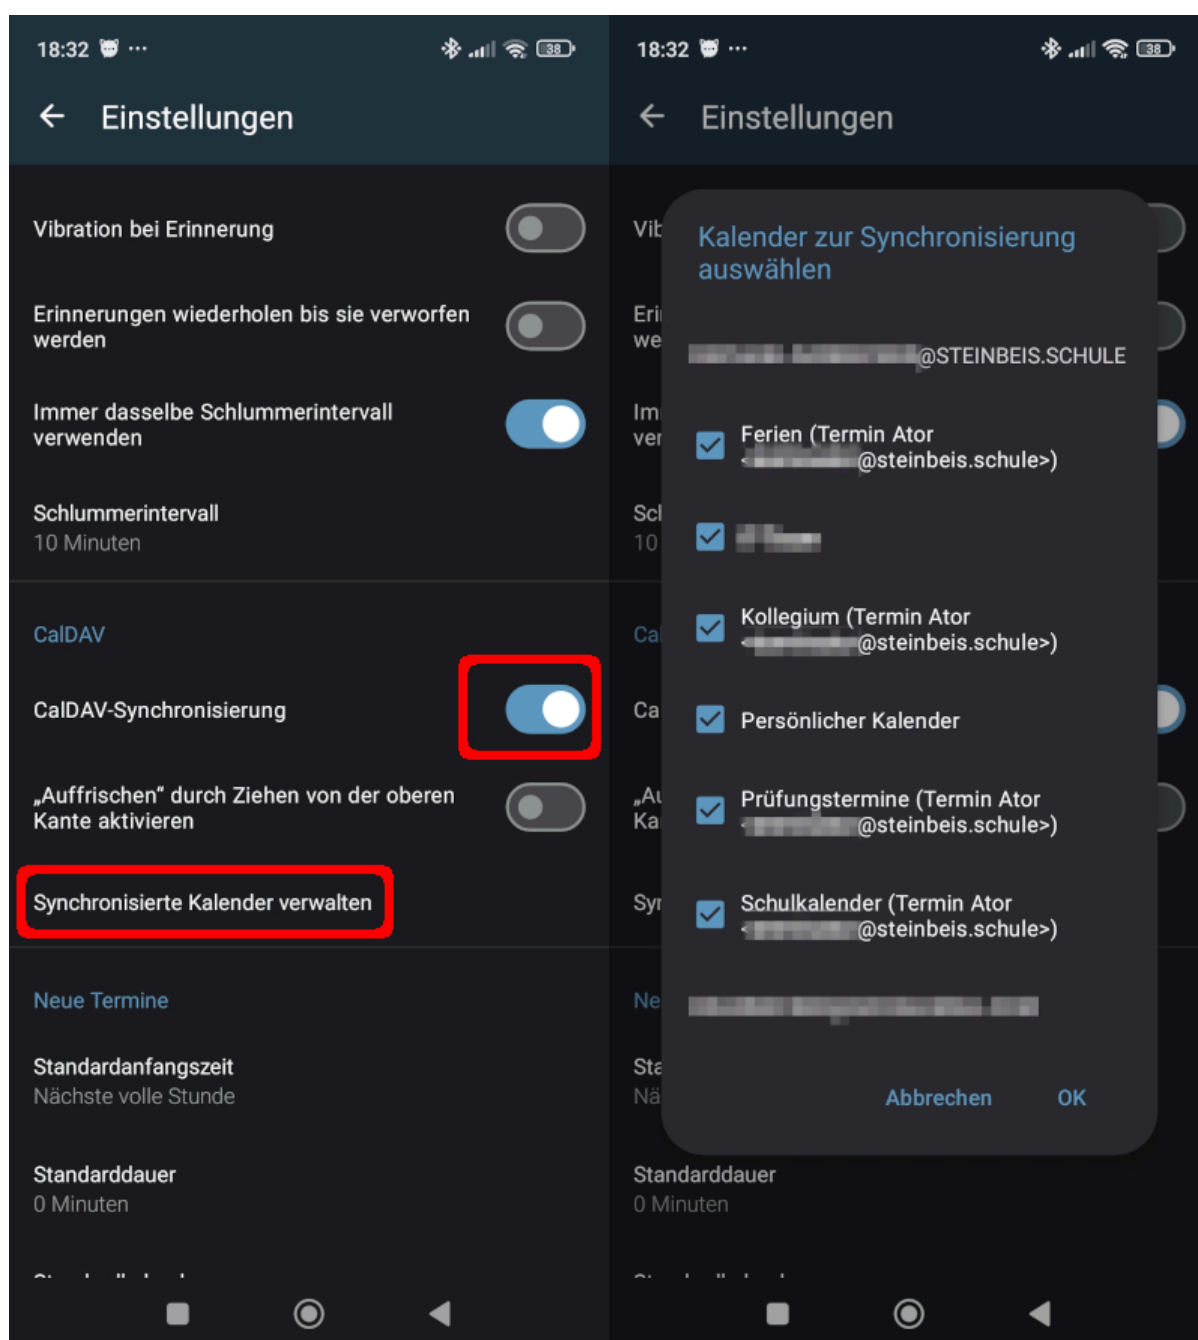 18:32
38
Einstellungen
Vibration bei Erinnerung
Erinnerungen wiederholen bis sie verworfen
werden
Immer dasselbe Schlummerintervall
verwenden
Schlummerintervall
10 Minuten
CalDAV
CalDAV-Synchronisierung
„Auffrischen“ durch Ziehen von der oberen
Kante aktivieren
Synchronisierte Kalender verwalten
Neue Termine
Standardanfangszeit
Nächste volle Stunde
Standarddauer
0 Minuten
18:32
38
Einstellungen
Kalender zur Synchronisierung
auswählen
@STEINBEIS.SCHULE
Ferien (Termin Ator
<@steinbeis.schule>)
Kollegium (Termin Ator
<@steinbeis.schule>)
Persönlicher Kalender
Prüfungstermine (Termin Ator
<@steinbeis.schule>)
Schulkalender (Termin Ator
<@steinbeis.schule>)
Abbrechen OK
Standarddauer
0 Minuten